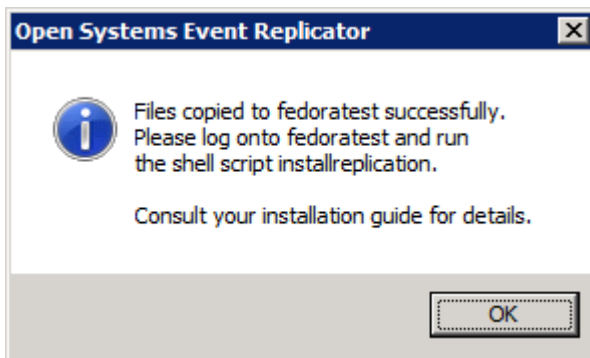 Open Systems Event Replicator
Files copied to fedoratest successfully.
Please log onto fedoratest and run
the shell script installreplication.
Consult your installation guide for details.
OK